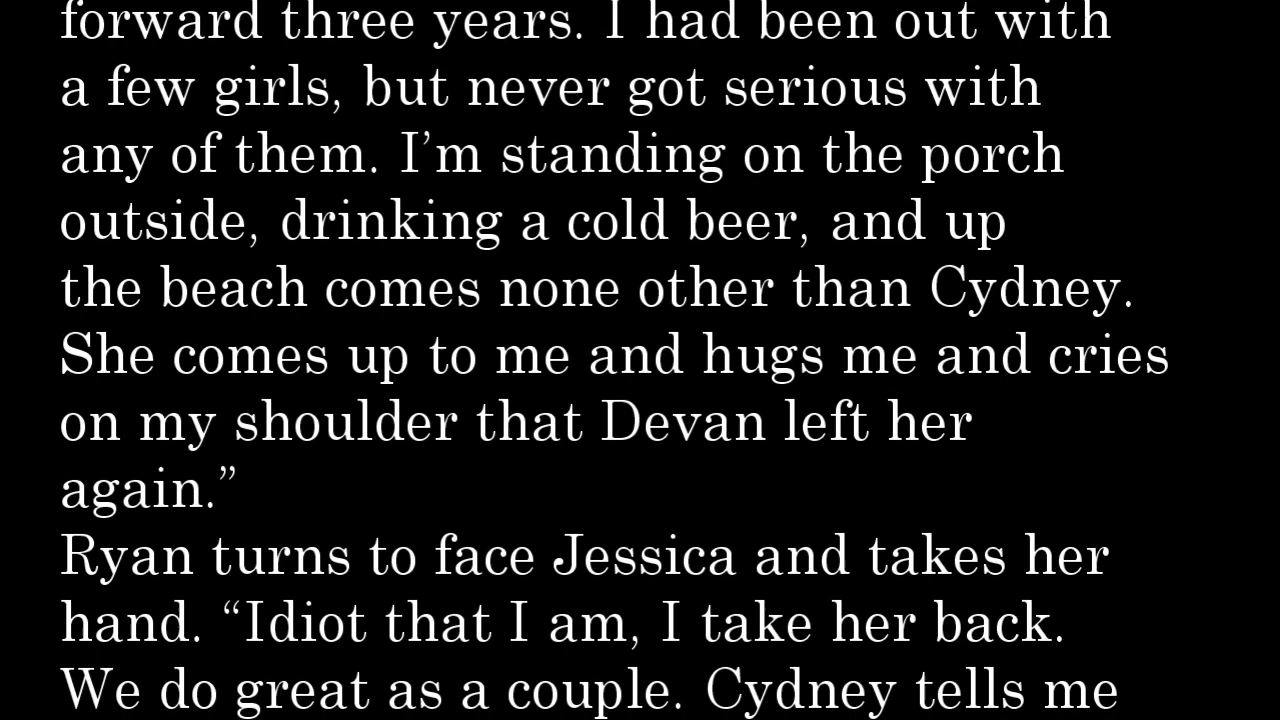 forward three years. I had been out with
a few girls, but never got serious with
any of them. I’m standing on the porch
outside, drinking a cold beer, and up
the beach comes none other than Cydney.
She comes up to me and hugs me and cries
on my shoulder that Devan left her
again.”
Ryan turns to face Jessica and takes her
hand. “Idiot that I am, I take her back.
We do great as a couple. Cydney tells me